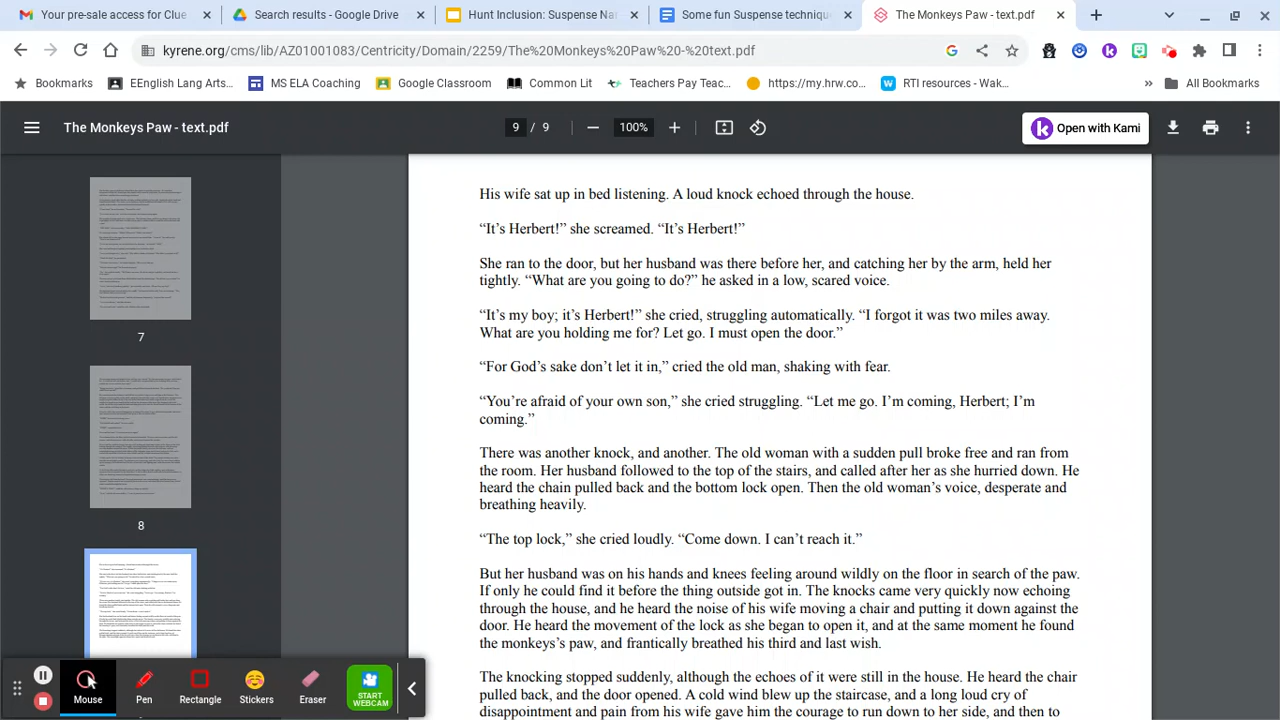 Your pre-sale access for Clue
Search results - Google Drive
Hunt Inclusion: Suspense Nar
Some fun Suspense technique
The Monkeys Paw - text.pdf
kyrene.org/cms/lib/AZ01001083/Centricity/Domain/2259/The%20Monkeys%20Paw%20-%20text.pdf
Bookmarks
EEnglish Lang Arts...
MS ELA Coaching
Google Classroom
Common Lit
Teachers Pay Teac...
https://my.hrw.co...
RTI resources - Wak...
»
All Bookmarks
The Monkeys Paw - text.pdf
/ 9
100%
Open with Kami
7
8
His wife sat up in bed listening. A loud knock echoed through the house.
“It’s Herbert!” she screamed. “It’s Herbert!”
She ran to the door, but her husband was there before her, and catching her by the arm, held her
tightly. “What are you going to do?” he asked in a low, scared voice.
“It’s my boy; it’s Herbert!” she cried, struggling automatically. “I forgot it was two miles away.
What are you holding me for? Let go. I must open the door.”
“For God’s sake don’t let it in,” cried the old man, shaking with fear.
“You’re afraid of your own son,” she cried struggling. “Let me go. I’m coming, Herbert; I’m
coming.”
There was another knock, and another. The old woman with a sudden pull broke free and ran from
the room. Her husband followed to the top of the stairs, and called after her as she hurried down. He
heard the chain pulled back and the bottom lock open. Then the old woman’s voice, desperate and
breathing heavily.
“The top lock,” she cried loudly. “Come down. I can’t reach it.”
But her husband was on his hands and knees feeling around wildly on the floor in search of the paw.
If only he could find it before the thing outside got in. The knocks came very quickly now echoing
through the house, and he heard the noise of his wife moving a chair and putting it down against the
door. He heard the movement of the lock as she began to open it, and at the same moment he found
the monkey’s paw, and frantically breathed his third and last wish.
The knocking stopped suddenly, although the echoes of it were still in the house. He heard the chair
pulled back, and the door opened. A cold wind blew up the staircase, and a long loud cry of
disappointment and pain from his wife gave him the courage to run down to her side, and then to
Mouse
Pen
Rectangle
Stickers
Eraser
START
WEBCAM